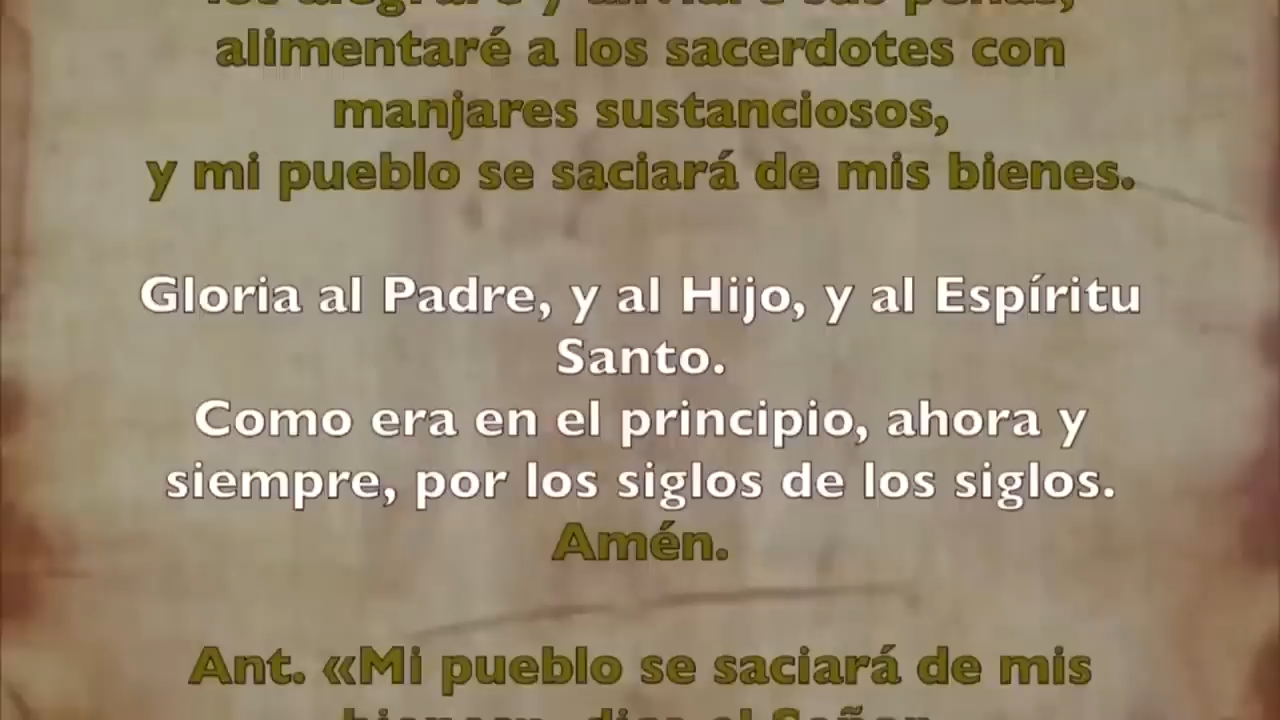 alimentaré a los sacerdotes con
manjares sustanciosos,
y mi pueblo se saciará de mis bienes.
Gloria al Padre, y al Hijo, y al Espíritu
Santo.
Como era en el principio, ahora y
siempre, por los siglos de los siglos.
Amén.
Ant. «Mi pueblo se saciará de mis